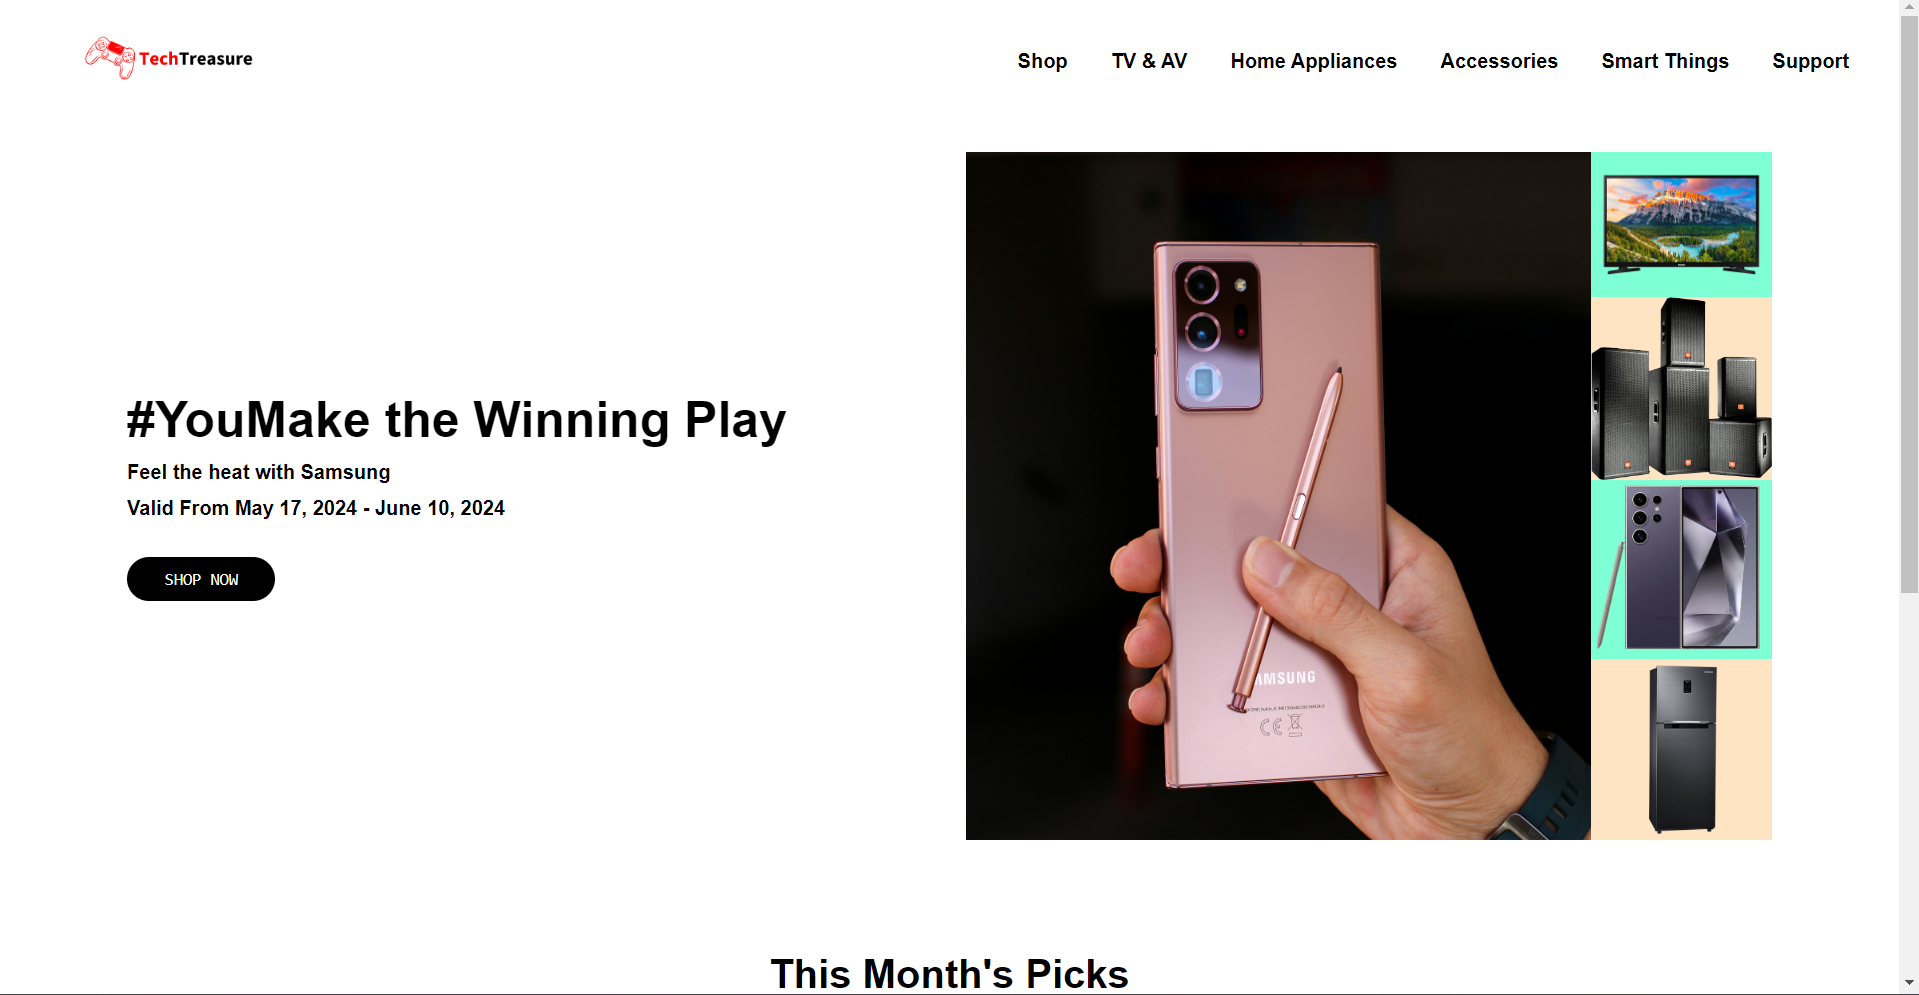 TechTreasure
Shop TV & AV Home Appliances Accessories Smart Things Support
#YouMake the Winning Play
Feel the heat with Samsung
Valid From May 17, 2024 - June 10, 2024
SHOP NOW
AMSUNG
This Month's Picks